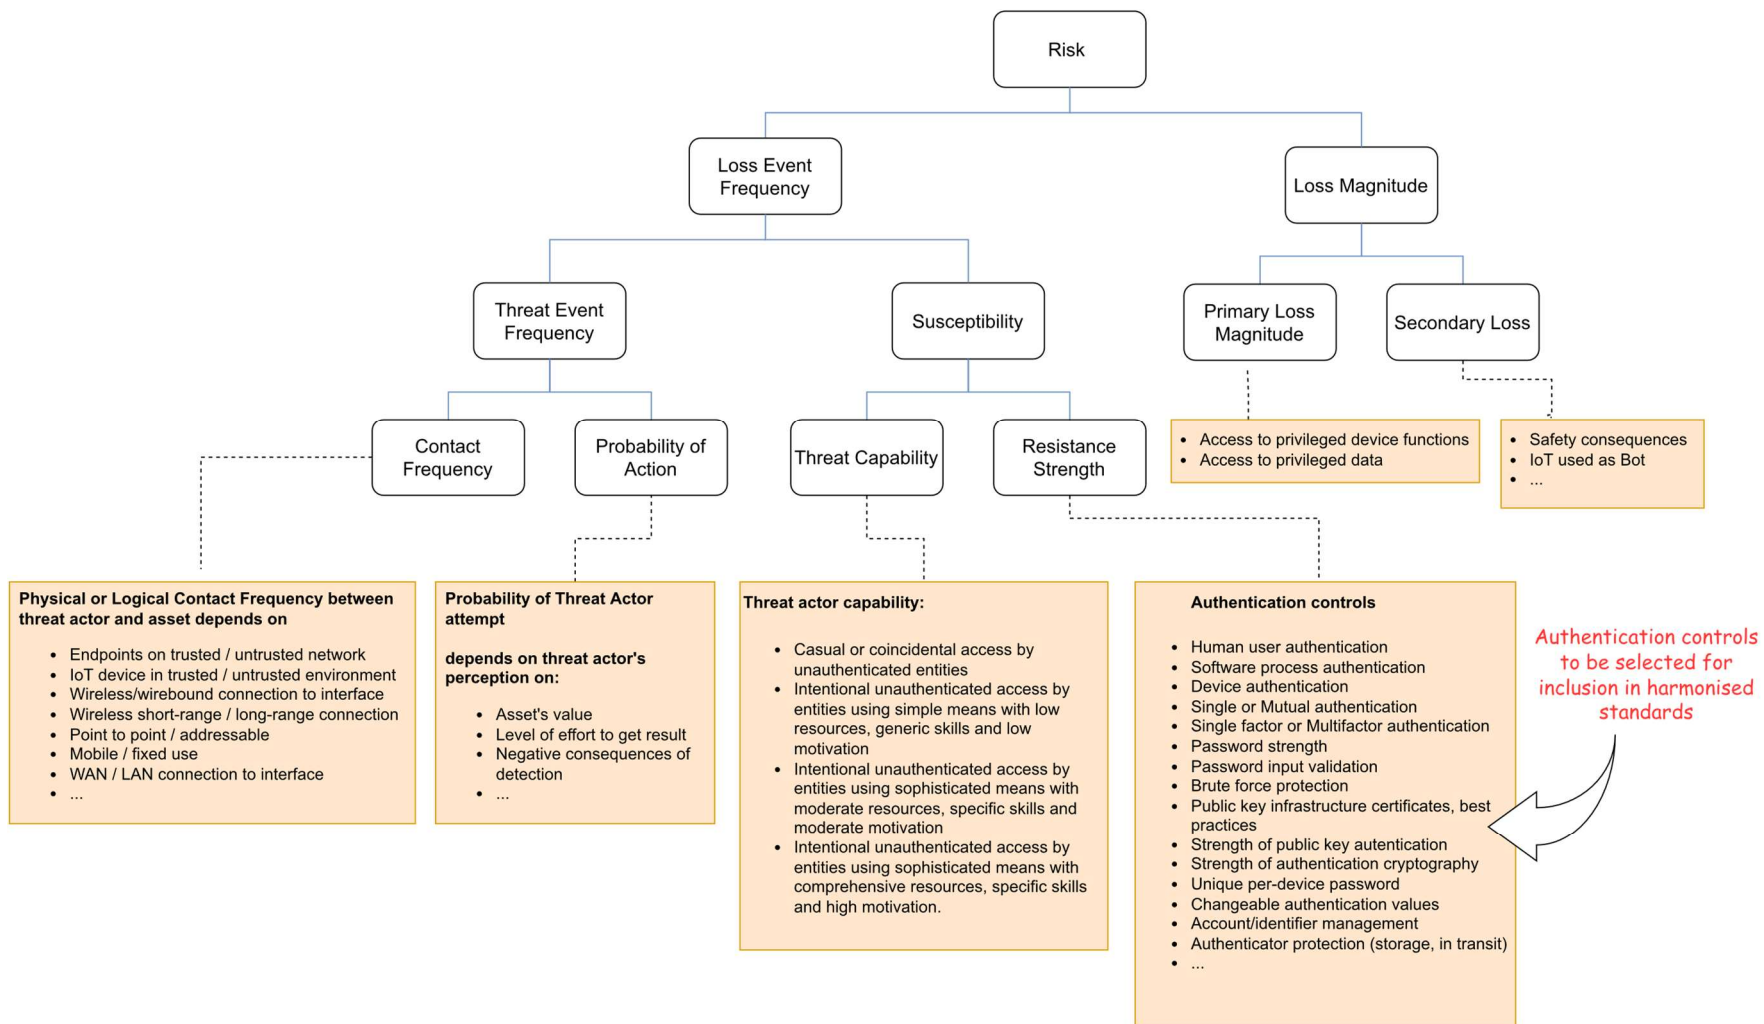 Risk
Loss Event
Frequency
Loss Magnitude
Threat Event
Frequency
Susceptibility
Primary Loss
Magnitude
Secondary Loss
Contact
Frequency
Probability of
Action
Threat Capability
Resistance
Strength
• Access to privileged device functions
• Access to privileged data
• Safety consequences
• IoT used as Bot
• ...
Physical or Logical Contact Frequency between
threat actor and asset depends on
• Endpoints on trusted / untrusted network
• IoT device in trusted / untrusted environment
• Wireless/wirebound connection to interface
• Wireless short-range / long-range connection
• Point to point / addressable
• Mobile / fixed use
• WAN / LAN connection to interface
• ...
Probability of Threat Actor
attempt
depends on threat actor's
perception on:
• Asset's value
• Level of effort to get result
• Negative consequences of
detection
• ...
Threat actor capability:
• Casual or coincidental access by
unauthenticated entities
• Intentional unauthenticated access by
entities using simple means with low
resources, generic skills and low
motivation
• Intentional unauthenticated access by
entities using sophisticated means with
moderate resources, specific skills and
moderate motivation
• Intentional unauthenticated access by
entities using sophisticated means with
comprehensive resources, specific skills
and high motivation.
Authentication controls
• Human user authentication
• Software process authentication
• Device authentication
• Single or Mutual authentication
• Single factor or Multifactor authentication
• Password strength
• Password input validation
• Brute force protection
• Public key infrastructure certificates, best
practices
• Strength of public key autentication
• Strength of authentication cryptography
• Unique per-device password
• Changeable authentication values
• Account/identifier management
• Authenticator protection (storage, in transit)
• ...
Authentication controls
to be selected for
inclusion in harmonised
standards